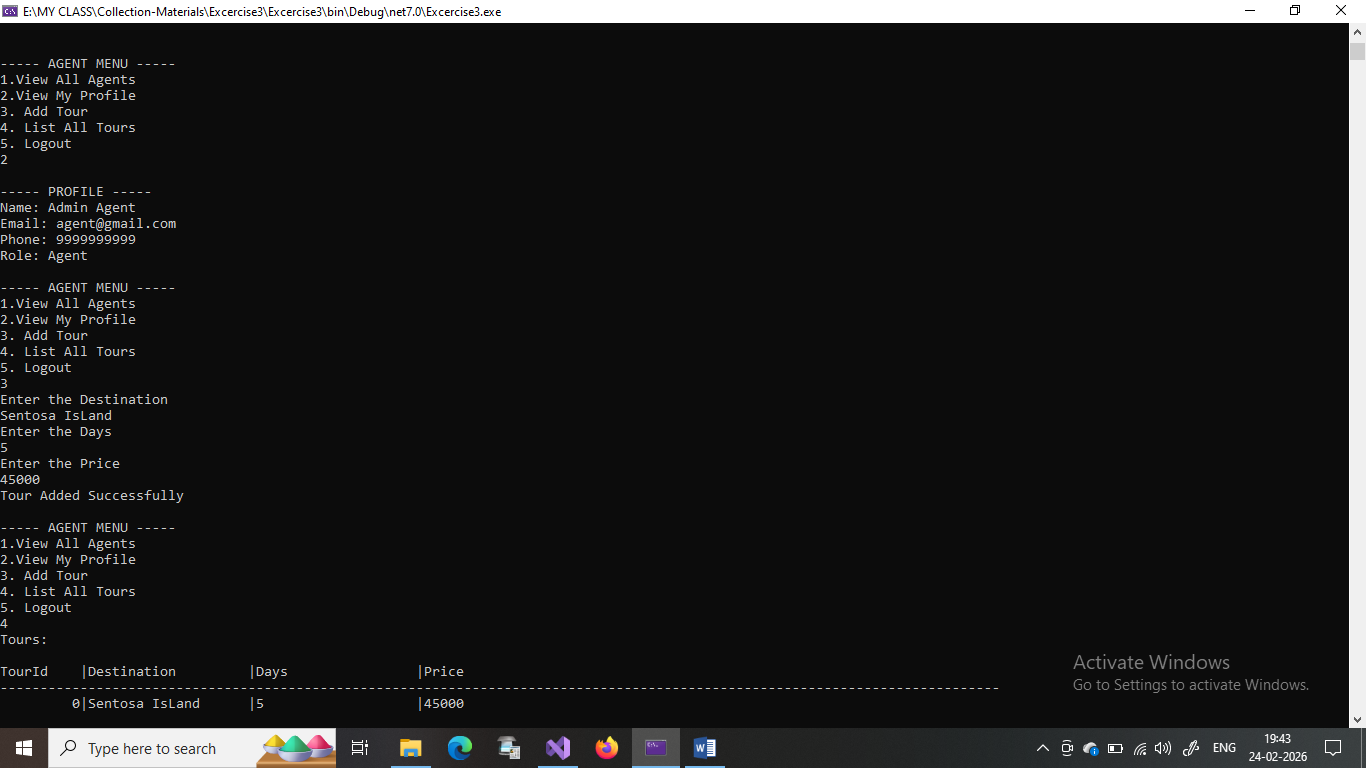 E:\MY CLASS\Collection-Materials\Excercise3\Excercise3\bin\Debug\net7.0\Excercise3.exe
----- AGENT MENU -----
1.View All Agents
2.View My Profile
3. Add Tour
4. List All Tours
5. Logout
2
----- PROFILE -----
Name: Admin Agent
Email: agent@gmail.com
Phone: 9999999999
Role: Agent
----- AGENT MENU -----
1.View All Agents
2.View My Profile
3. Add Tour
4. List All Tours
5. Logout
3
Enter the Destination
Sentosa IsLand
Enter the Days
5
Enter the Price
45000
Tour Added Successfully
----- AGENT MENU -----
1.View All Agents
2.View My Profile
3. Add Tour
4. List All Tours
5. Logout
4
Tours:
TourId    |Destination         |Days                |Price
-----------------------------------------------------------------------------------------------------------------------------
         0|Sentosa IsLand      |5                   |45000
Activate Windows
Go to Settings to activate Windows.
Type here to search
ENG
19:43
24-02-2026